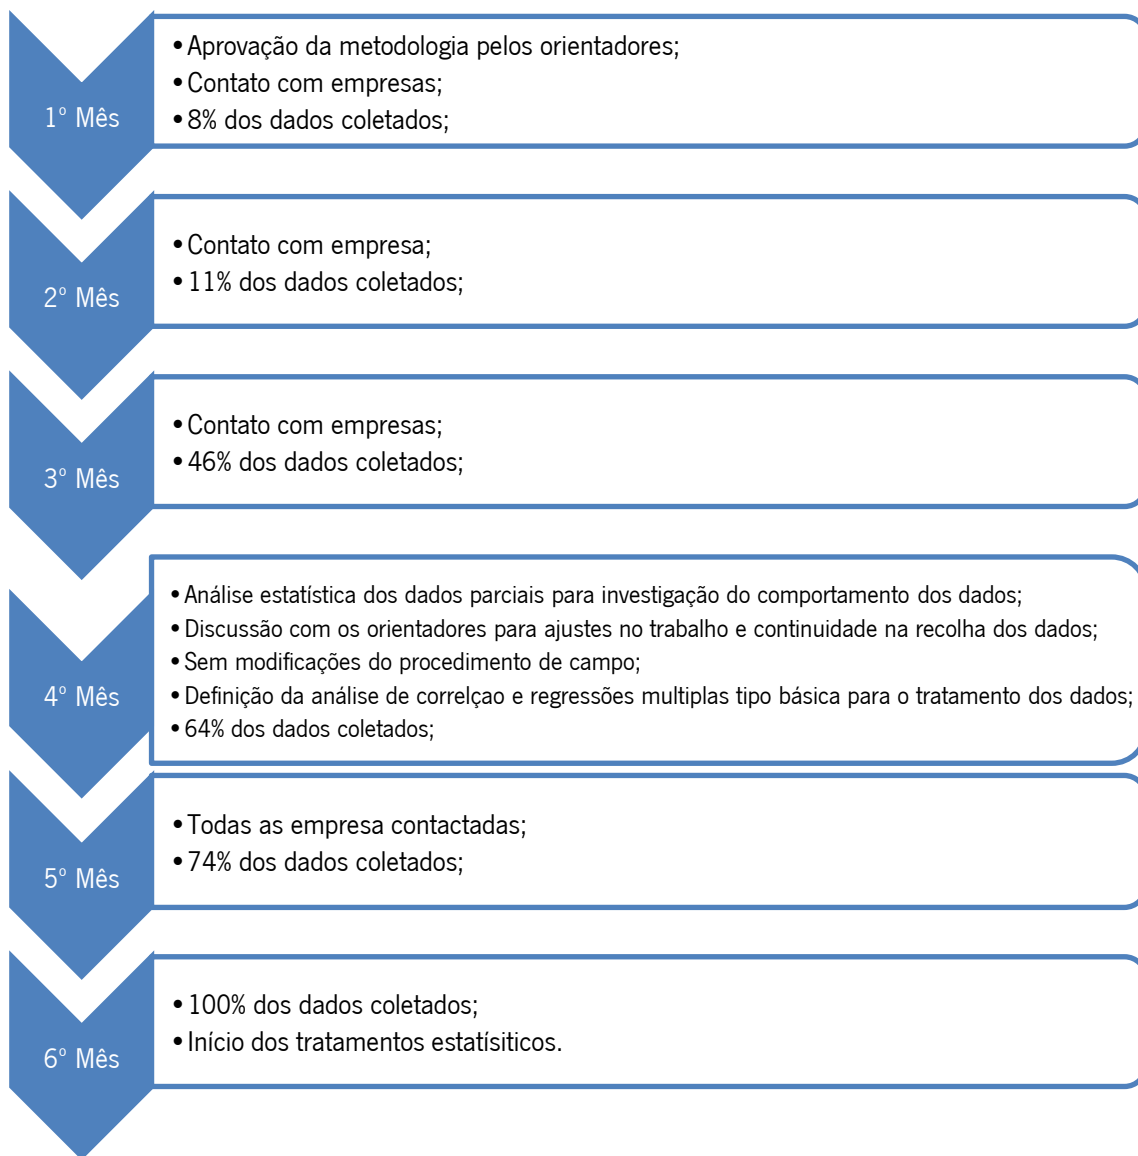 1º Mês
• Aprovação da metodologia pelos orientadores;
• Contato com empresas;
• 8% dos dados coletados;
2º Mês
• Contato com empresa;
• 11% dos dados coletados;
3º Mês
• Contato com empresas;
• 46% dos dados coletados;
4º Mês
• Análise estatística dos dados parciais para investigação do comportamento dos dados;
• Discussão com os orientadores para ajustes no trabalho e continuidade na recolha dos dados;
• Sem modificações do procedimento de campo;
• Definição da análise de correlçao e regressões multiplas tipo básica para o tratamento dos dados;
• 64% dos dados coletados;
5º Mês
• Todas as empresa contactadas;
• 74% dos dados coletados;
6º Mês
• 100% dos dados coletados;
• Início dos tratamentos estatísiticos.